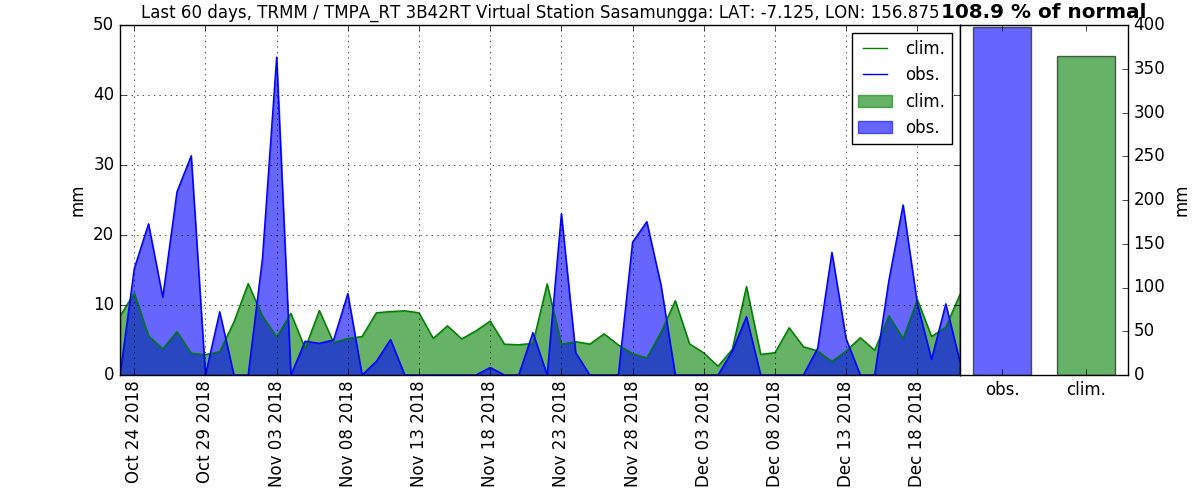 Last 60 days, TRMM / TMPA_RT 3B42RT Virtual Station Sasamungga: LAT: -7.125, LON: 156.875
108.9 % of normal
50
40
30
20
10
0
mm
clim.
obs.
clim.
obs.
Oct 24 2018
Oct 29 2018
Nov 03 2018
Nov 08 2018
Nov 13 2018
Nov 18 2018
Nov 23 2018
Nov 28 2018
Dec 03 2018
Dec 08 2018
Dec 13 2018
Dec 18 2018
400
350
300
250
200
150
100
50
0
mm
obs.
clim.